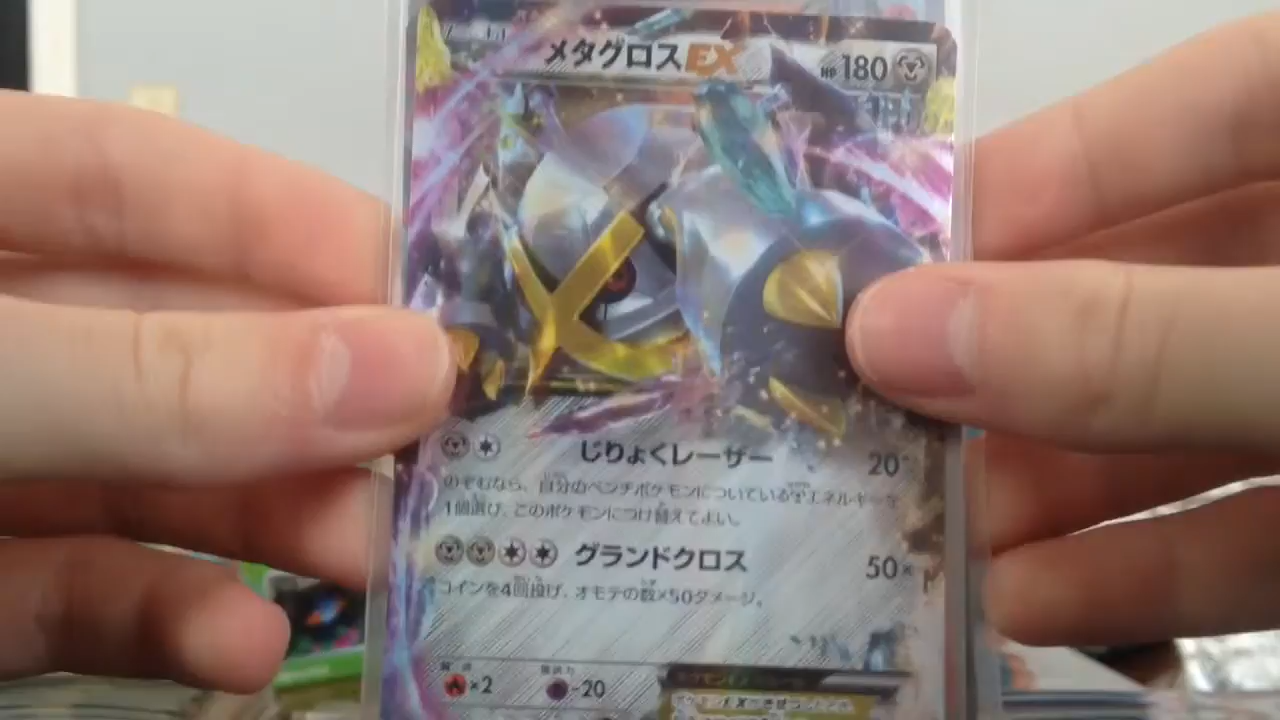 メタグロスEX HP180
じりょくレーザー 20
のぞむなら、自分のベンチポケモンについているエネルギーを
1個選び、このポケモンにつけ替えてよい。
グランドクロス 50×
コインを4回投げ、オモテの数×50ダメージ。
×2 -20